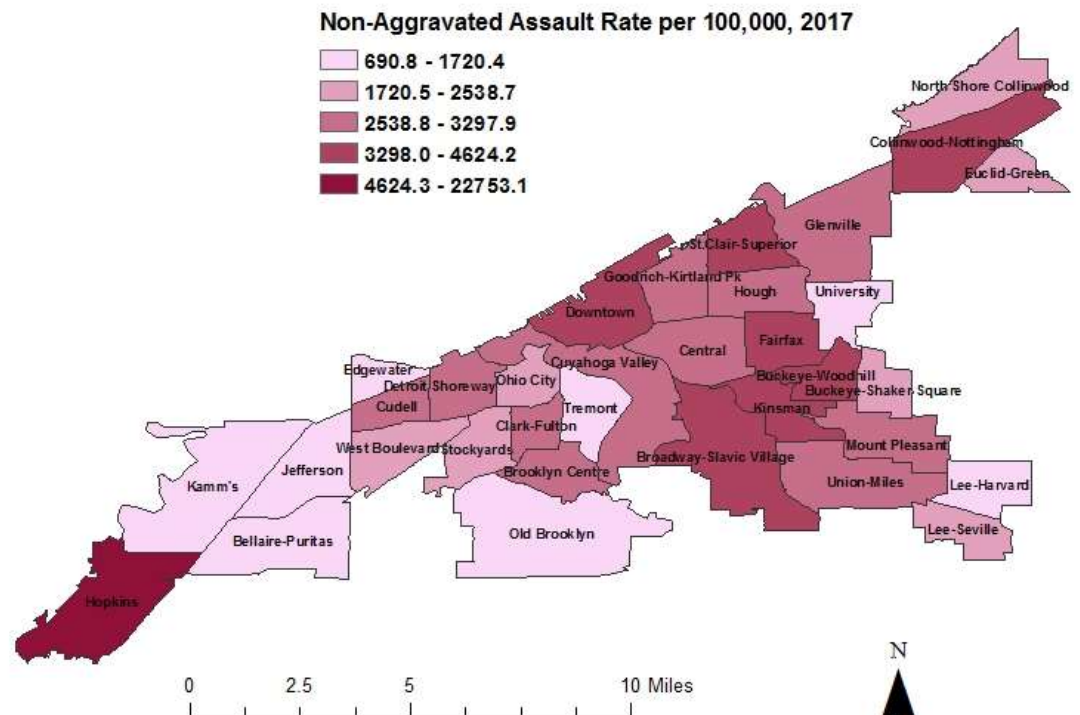 Non-Aggravated Assault Rate per 100,000, 2017
690.8 - 1720.4
1720.5 - 2538.7
2538.8 - 3297.9
3298.0 - 4624.2
4624.3 - 22753.1
North Shore Collinwood
Collinwood-Nottingham
Euclid-Green
Glenville
St.Clair-Superior
Goodrich-Kirtland Pk
Hough
University
Downtown
Fairfax
Central
Cuyahoga Valley
Edgewater
Detroit Shoreway
Ohio City
Buckeye-Woodhill
Buckeye-Shaker Square
Cudell
Tremont
Kinsman
Clark-Fulton
West Boulevard
Stockyards
Mount Pleasant
Broadway-Slavic Village
Jefferson
Brooklyn Centre
Kamm's
Union-Miles
Lee-Harvard
Lee-Seville
Old Brooklyn
Bellaire-Puritas
Hopkins
N
0 2.5 5 10 Miles